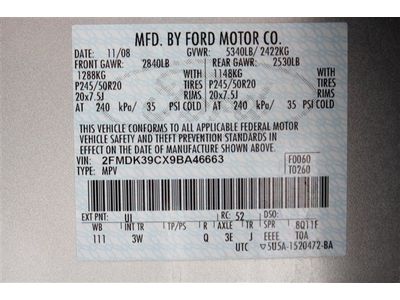 MFD. BY FORD MOTOR CO.
DATE: 11/08 GVWR: 5340LB/ 2422KG
FRONT GAWR: 2840LB REAR GAWR: 2530LB
1288KG 1148KG
P245/50R20 TIRES P245/50R20 TIRES
20x7.5J RIMS 20x7.5J RIMS
AT 240 kPa/ 35 PSI COLD AT 240 kPa/ 35 PSI COLD
THIS VEHICLE CONFORMS TO ALL APPLICABLE FEDERAL MOTOR
VEHICLE SAFETY AND THEFT PREVENTION STANDARDS IN
EFFECT ON THE DATE OF MANUFACTURE SHOWN ABOVE.
VIN: 2FMDK39CX9BA46663 F0060
TYPE: MPV T0260
EXT PNT: UI RC: 52 DSO:
WB INT TR TP/PS R AXLE TR SPR 8Q11F
111 3W Q 3E J EEEE TOA
UTC 5U5A-1520472-BA